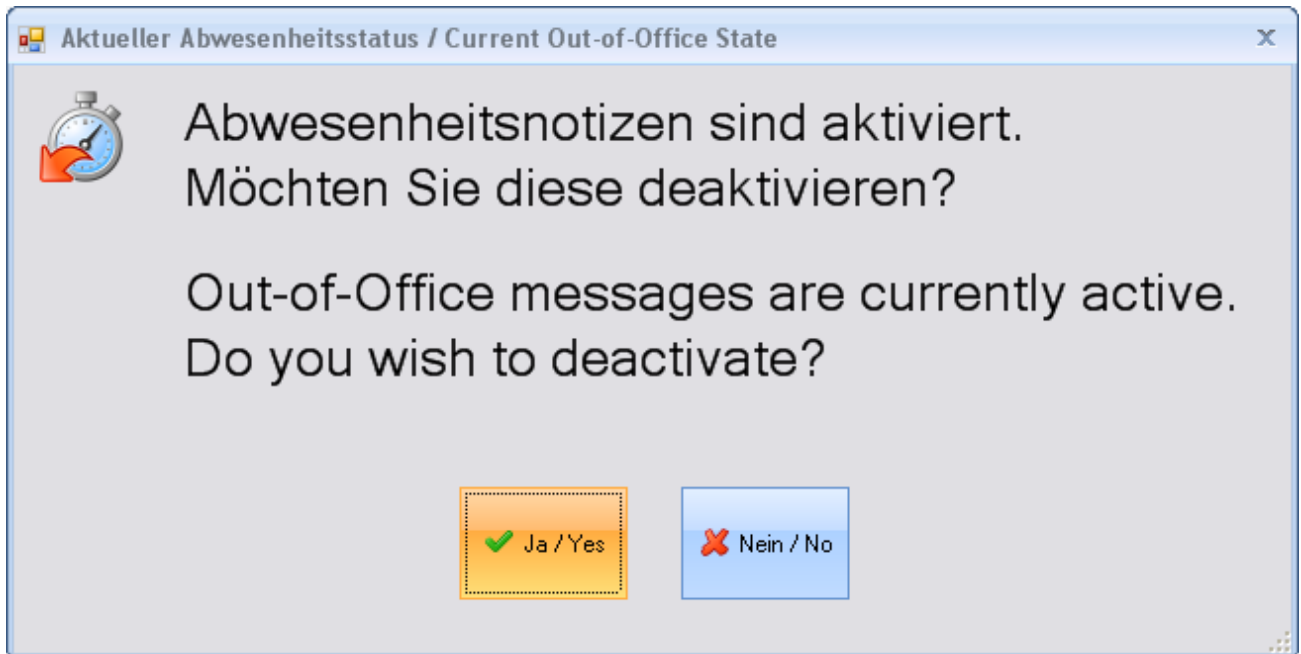 Aktueller Abwesenheitsstatus / Current Out-of-Office State
Abwesenheitsnotizen sind aktiviert.
Möchten Sie diese deaktivieren?
Out-of-Office messages are currently active.
Do you wish to deactivate?
Ja / Yes
Nein / No